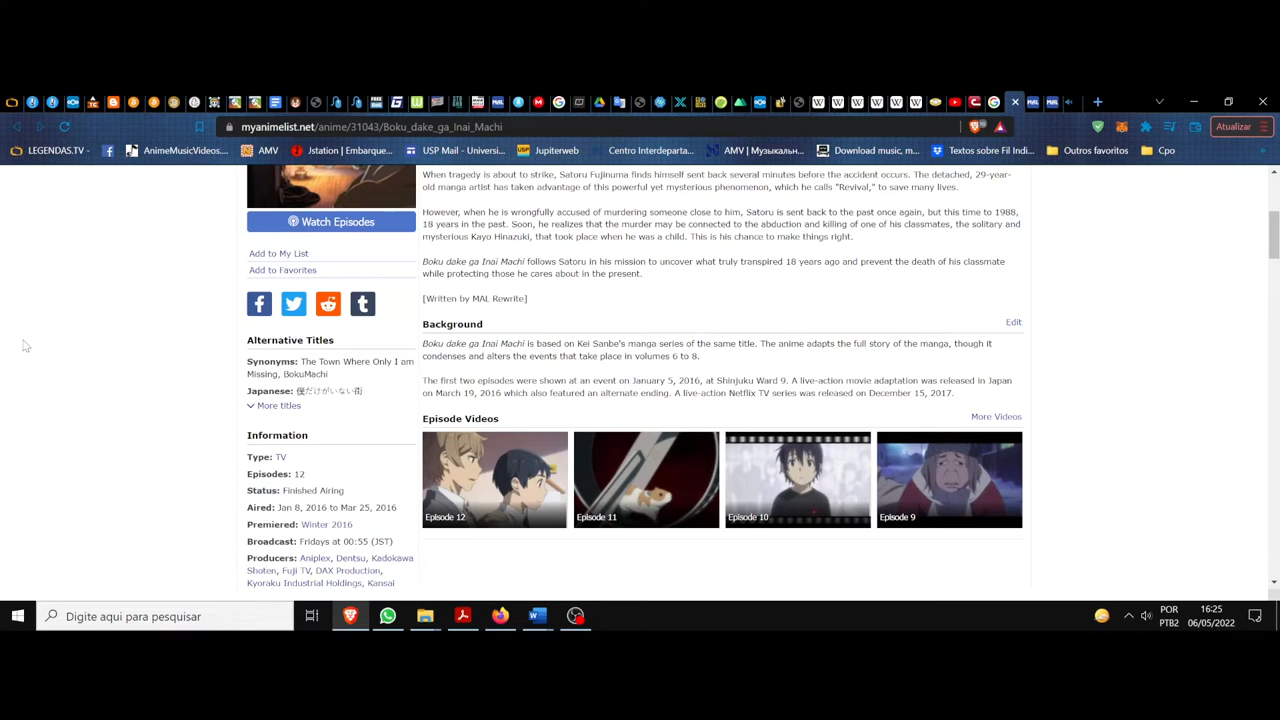 myanimelist.net/anime/31043/Boku_dake_ga_Inai_Machi
Atualizar
LEGENDAS.TV -
AnimeMusicVideos...
AMV
Jstation | Embarque...
USP Mail - Universi...
Jupiterweb
Centro Interdeparta...
AMV | Музыкальн...
Download music, m...
Textos sobre Fil Indi...
Outros favoritos
Cpo
When tragedy is about to strike, Satoru Fujinuma finds himself sent back several minutes before the accident occurs. The detached, 29-year-
old manga artist has taken advantage of this powerful yet mysterious phenomenon, which he calls "Revival," to save many lives.
However, when he is wrongfully accused of murdering someone close to him, Satoru is sent back to the past once again, but this time to 1988,
18 years in the past. Soon, he realizes that the murder may be connected to the abduction and killing of one of his classmates, the solitary and
mysterious Kayo Hinazuki, that took place when he was a child. This is his chance to make things right.
Boku dake ga Inai Machi follows Satoru in his mission to uncover what truly transpired 18 years ago and prevent the death of his classmate
while protecting those he cares about in the present.
[Written by MAL Rewrite]
Background
Edit
Boku dake ga Inai Machi is based on Kei Sanbe's manga series of the same title. The anime adapts the full story of the manga, though it
condenses and alters the events that take place in volumes 6 to 8.
The first two episodes were shown at an event on January 5, 2016, at Shinjuku Ward 9. A live-action movie adaptation was released in Japan
on March 19, 2016 which also featured an alternate ending. A live-action Netflix TV series was released on December 15, 2017.
Episode Videos
More Videos
Episode 12
Episode 11
Episode 10
Episode 9
Watch Episodes
Add to My List
Add to Favorites
Alternative Titles
Synonyms: The Town Where Only I am
Missing, BokuMachi
Japanese: 僕だけがいない街
More titles
Information
Type: TV
Episodes: 12
Status: Finished Airing
Aired: Jan 8, 2016 to Mar 25, 2016
Premiered: Winter 2016
Broadcast: Fridays at 00:55 (JST)
Producers: Aniplex, Dentsu, Kadokawa
Shoten, Fuji TV, DAX Production,
Kyoraku Industrial Holdings, Kansai
Digite aqui para pesquisar
POR
PTB2
16:25
06/05/2022